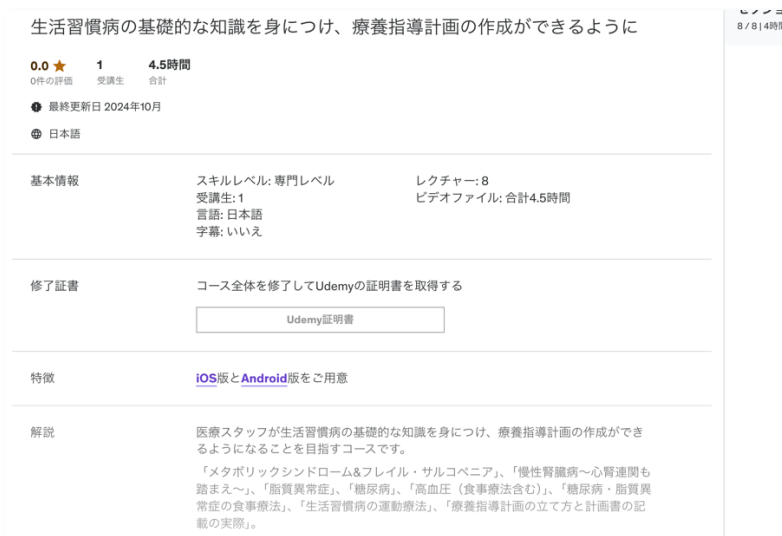 生活習慣病の基礎的な知識を身につけ、療養指導計画の作成ができるように
8 / 8 | 4時間
0.0 ★ 1 4.5時間
0件の評価 受講生 合計
最終更新日 2024年10月
日本語
基本情報
スキルレベル: 専門レベル
受講生: 1
言語: 日本語
字幕: いいえ
レクチャー: 8
ビデオファイル: 合計4.5時間
修了証書
コース全体を修了してUdemyの証明書を取得する
Udemy証明書
特徴
iOS版とAndroid版をご用意
解説
医療スタッフが生活習慣病の基礎的な知識を身につけ、療養指導計画の作成ができ
るようになることを目指すコースです。
「メタボリックシンドローム&フレイル・サルコペニア」、「慢性腎臓病〜心腎連関も
踏まえ〜」、「脂質異常症」、「糖尿病」、「高血圧（食事療法含む）」、「糖尿病・脂質異
常症の食事療法」、「生活習慣病の運動療法」、「療養指導計画の立て方と計画書の記
載の実際」。